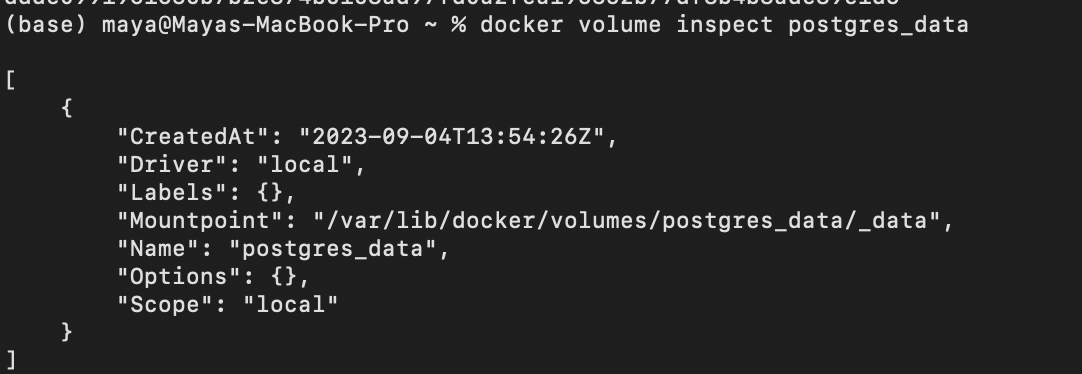 (base) maya@Mayas-MacBook-Pro ~ % docker volume inspect postgres_data
[
    {
        "CreatedAt": "2023-09-04T13:54:26Z",
        "Driver": "local",
        "Labels": {},
        "Mountpoint": "/var/lib/docker/volumes/postgres_data/_data",
        "Name": "postgres_data",
        "Options": {},
        "Scope": "local"
    }
]